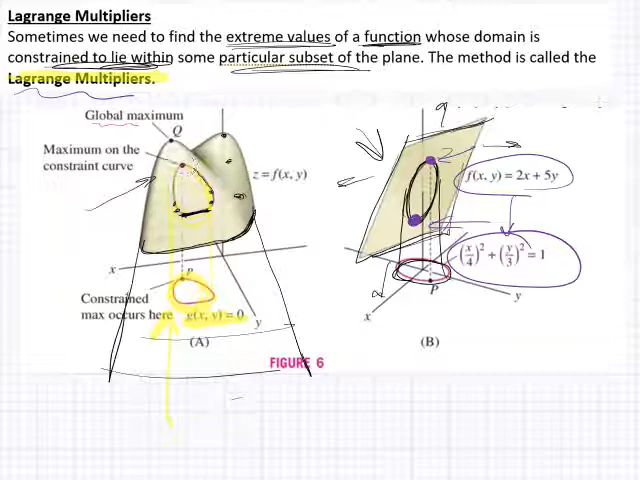 Lagrange Multipliers
Sometimes we need to find the extreme values of a function whose domain is
constrained to lie within some particular subset of the plane. The method is called the
Lagrange Multipliers.
Global maximum
Q
Maximum on the
constraint curve
z = f(x, y)
x
P
Constrained
max occurs here
g(x, y) = 0
y
(A)
f(x, y) = 2x + 5y
(x/4)² + (y/3)² = 1
P
y
x
(B)
FIGURE 6